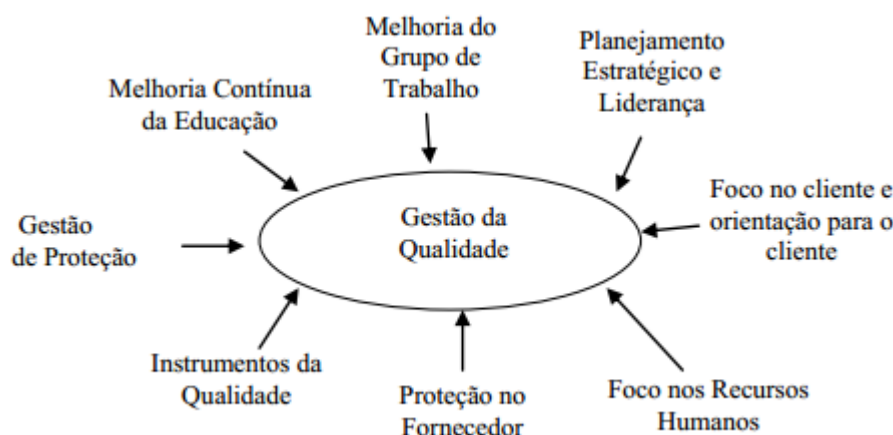 Melhoria do
Grupo de
Trabalho
Planejamento
Estratégico e
Liderança
Melhoria Contínua
da Educação
Foco no cliente e
orientação para o
cliente
Gestão da
Qualidade
Gestão
de Proteção
Instrumentos da
Qualidade
Proteção no
Fornecedor
Foco nos Recursos
Humanos